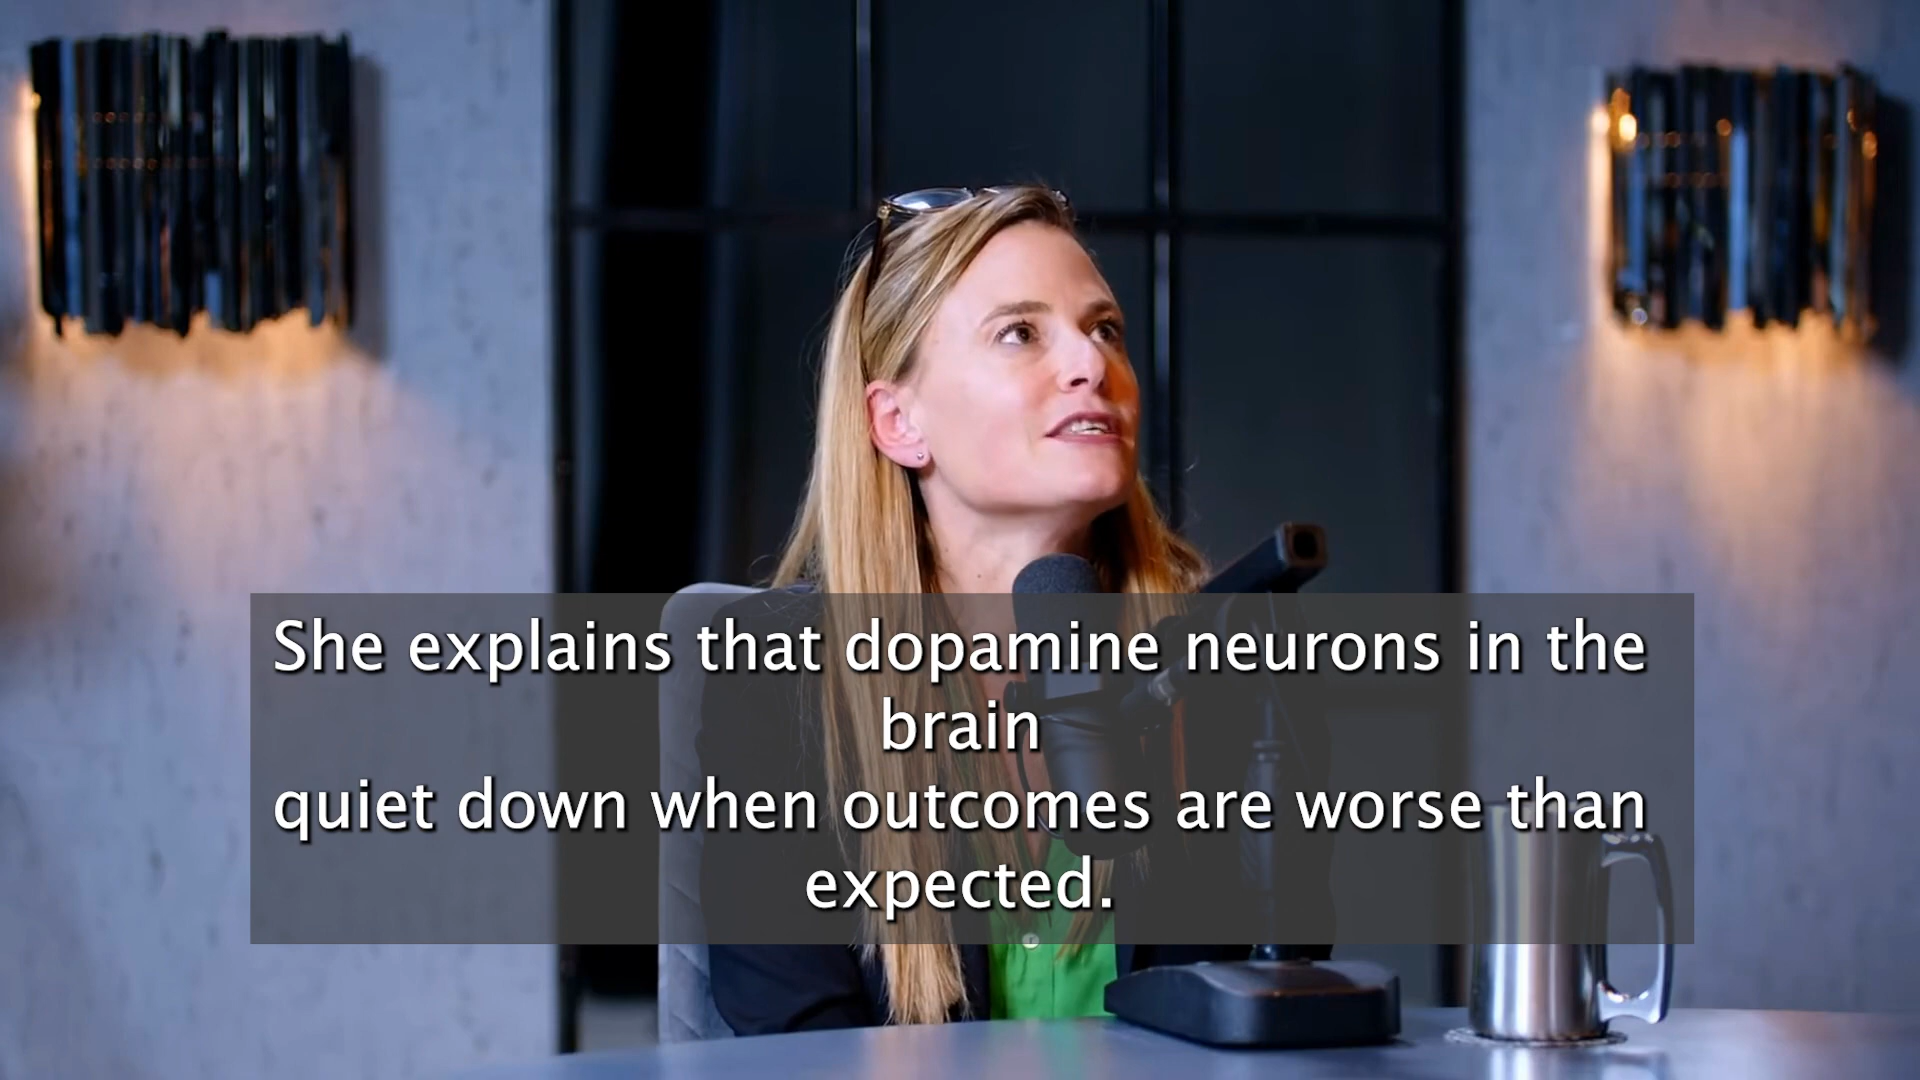 She explains that dopamine neurons in the
brain
quiet down when outcomes are worse than
expected.